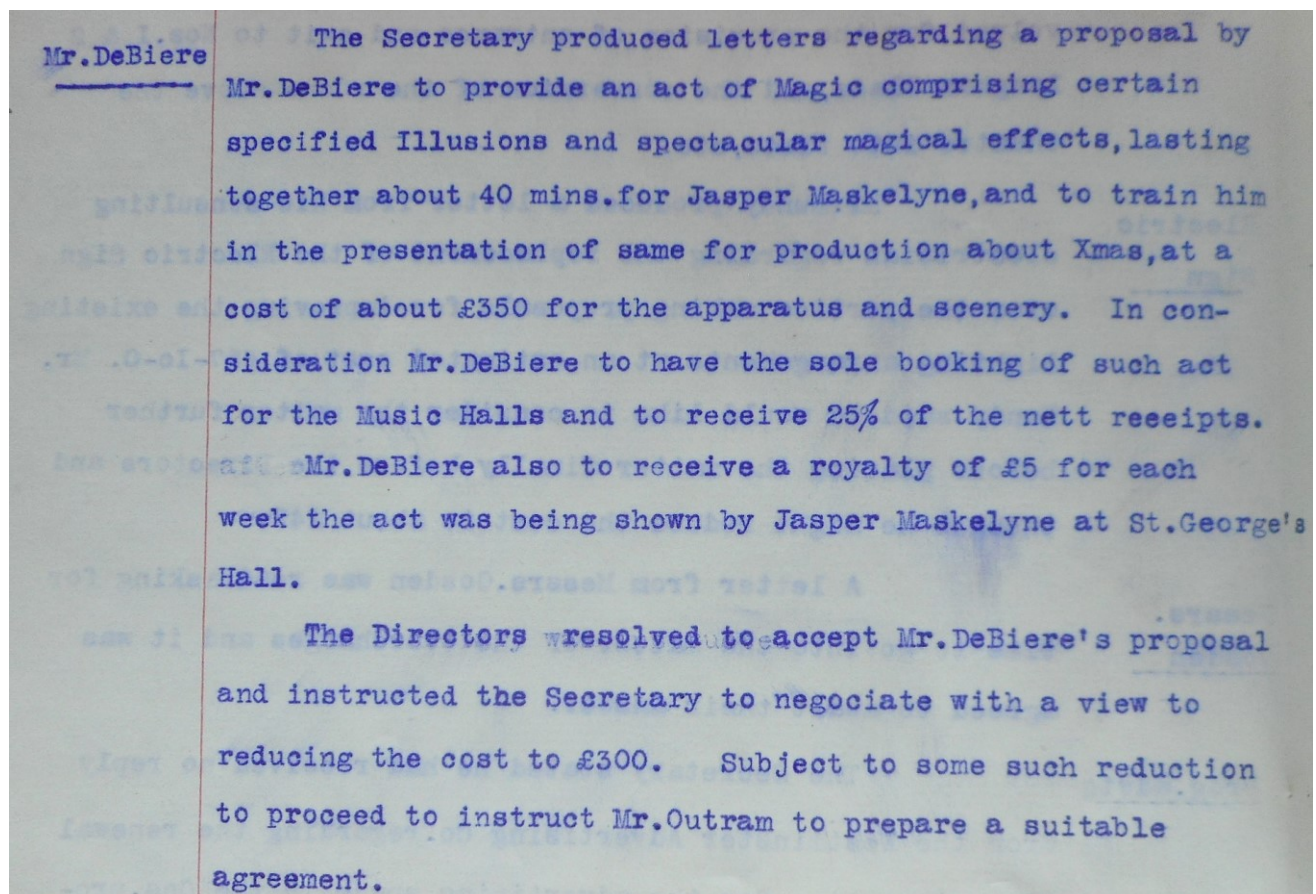 Mr.DeBiere
The Secretary produced letters regarding a proposal by
Mr.DeBiere to provide an act of Magic comprising certain
specified Illusions and spectacular magical effects,lasting
together about 40 mins.for Jasper Maskelyne,and to train him
in the presentation of same for production about Xmas,at a
cost of about £350 for the apparatus and scenery. In con-
sideration Mr.DeBiere to have the sole booking of such act
for the Music Halls and to receive 25% of the nett reeeipts.
Mr.DeBiere also to receive a royalty of £5 for each
week the act was being shown by Jasper Maskelyne at St.George's
Hall.
The Directors resolved to accept Mr.DeBiere's proposal
and instructed the Secretary to negociate with a view to
reducing the cost to £300. Subject to some such reduction
to proceed to instruct Mr.Outram to prepare a suitable
agreement.